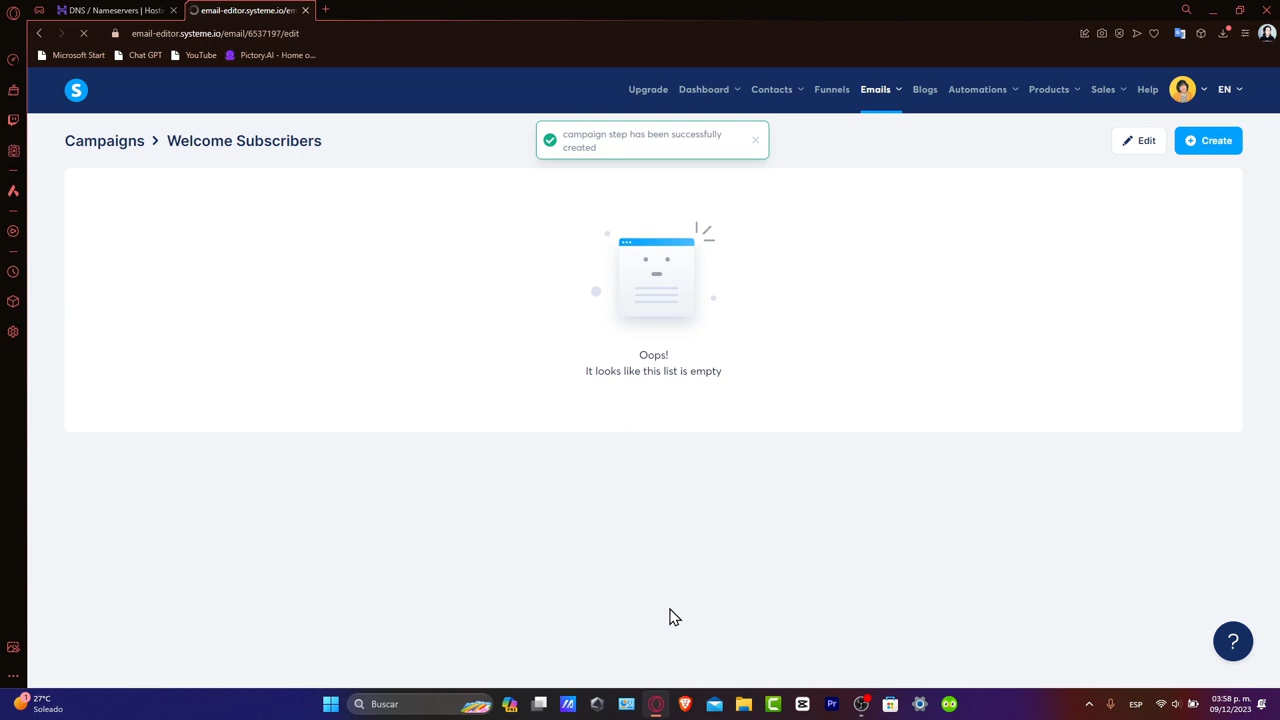 DNS / Nameservers | Hosti
email-editor.systeme.io/em
email-editor.systeme.io/email/6537197/edit
Microsoft Start
Chat GPT
YouTube
Pictory.AI - Home o...
S
Upgrade
Dashboard
Contacts
Funnels
Emails
Blogs
Automations
Products
Sales
Help
EN
Campaigns > Welcome Subscribers
campaign step has been successfully
created
Edit
Create
Oops!
It looks like this list is empty
?
1
27°C
Soleado
Buscar
Pr
ESP
03:58 p. m.
09/12/2023